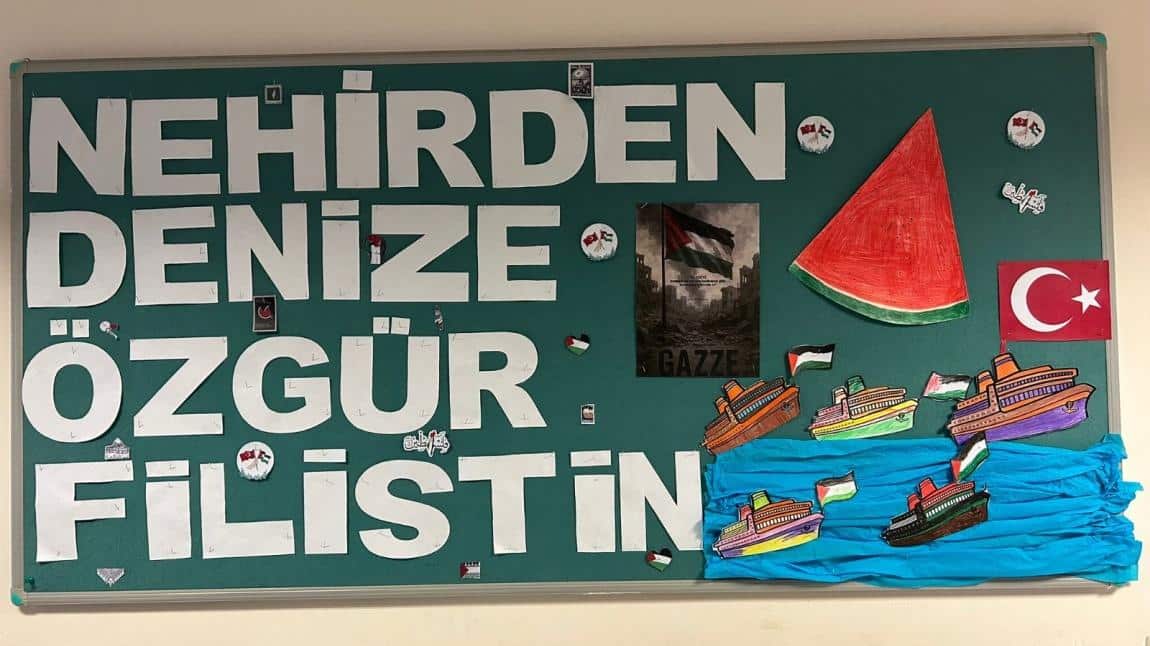 NEHİRDEN
DENİZE
ÖZGÜR
FİLİSTİN
GAZZE